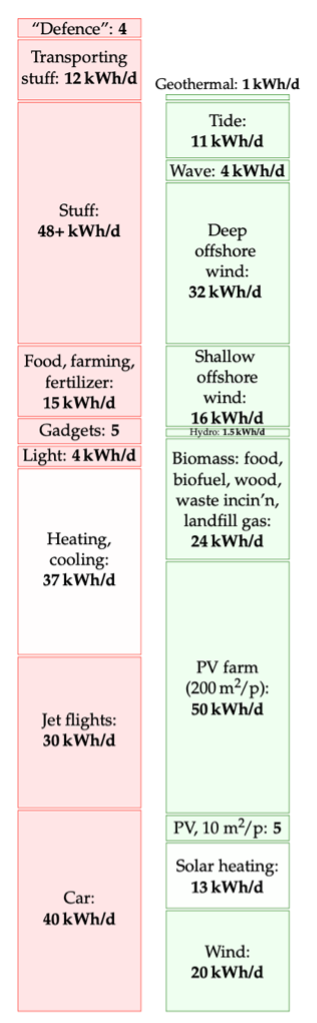 “Defence”: 4
Transporting
stuff: 12 kWh/d
Stuff:
48+ kWh/d
Food, farming,
fertilizer:
15 kWh/d
Gadgets: 5
Light: 4 kWh/d
Heating,
cooling:
37 kWh/d
Jet flights:
30 kWh/d
Car:
40 kWh/d
Geothermal: 1 kWh/d
Tide:
11 kWh/d
Wave: 4 kWh/d
Deep
offshore
wind:
32 kWh/d
Shallow
offshore
wind:
16 kWh/d
Hydro: 1.5 kWh/d
Biomass: food,
biofuel, wood,
waste incin’n,
landfill gas:
24 kWh/d
PV farm
(200 m²/p):
50 kWh/d
PV, 10 m²/p: 5
Solar heating:
13 kWh/d
Wind:
20 kWh/d